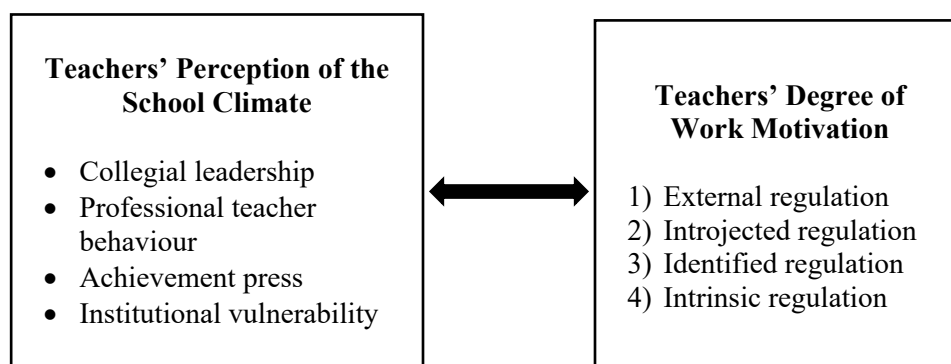 Teachers’ Perception of the
School Climate
• Collegial leadership
• Professional teacher
behaviour
• Achievement press
• Institutional vulnerability
Teachers’ Degree of
Work Motivation
1) External regulation
2) Introjected regulation
3) Identified regulation
4) Intrinsic regulation